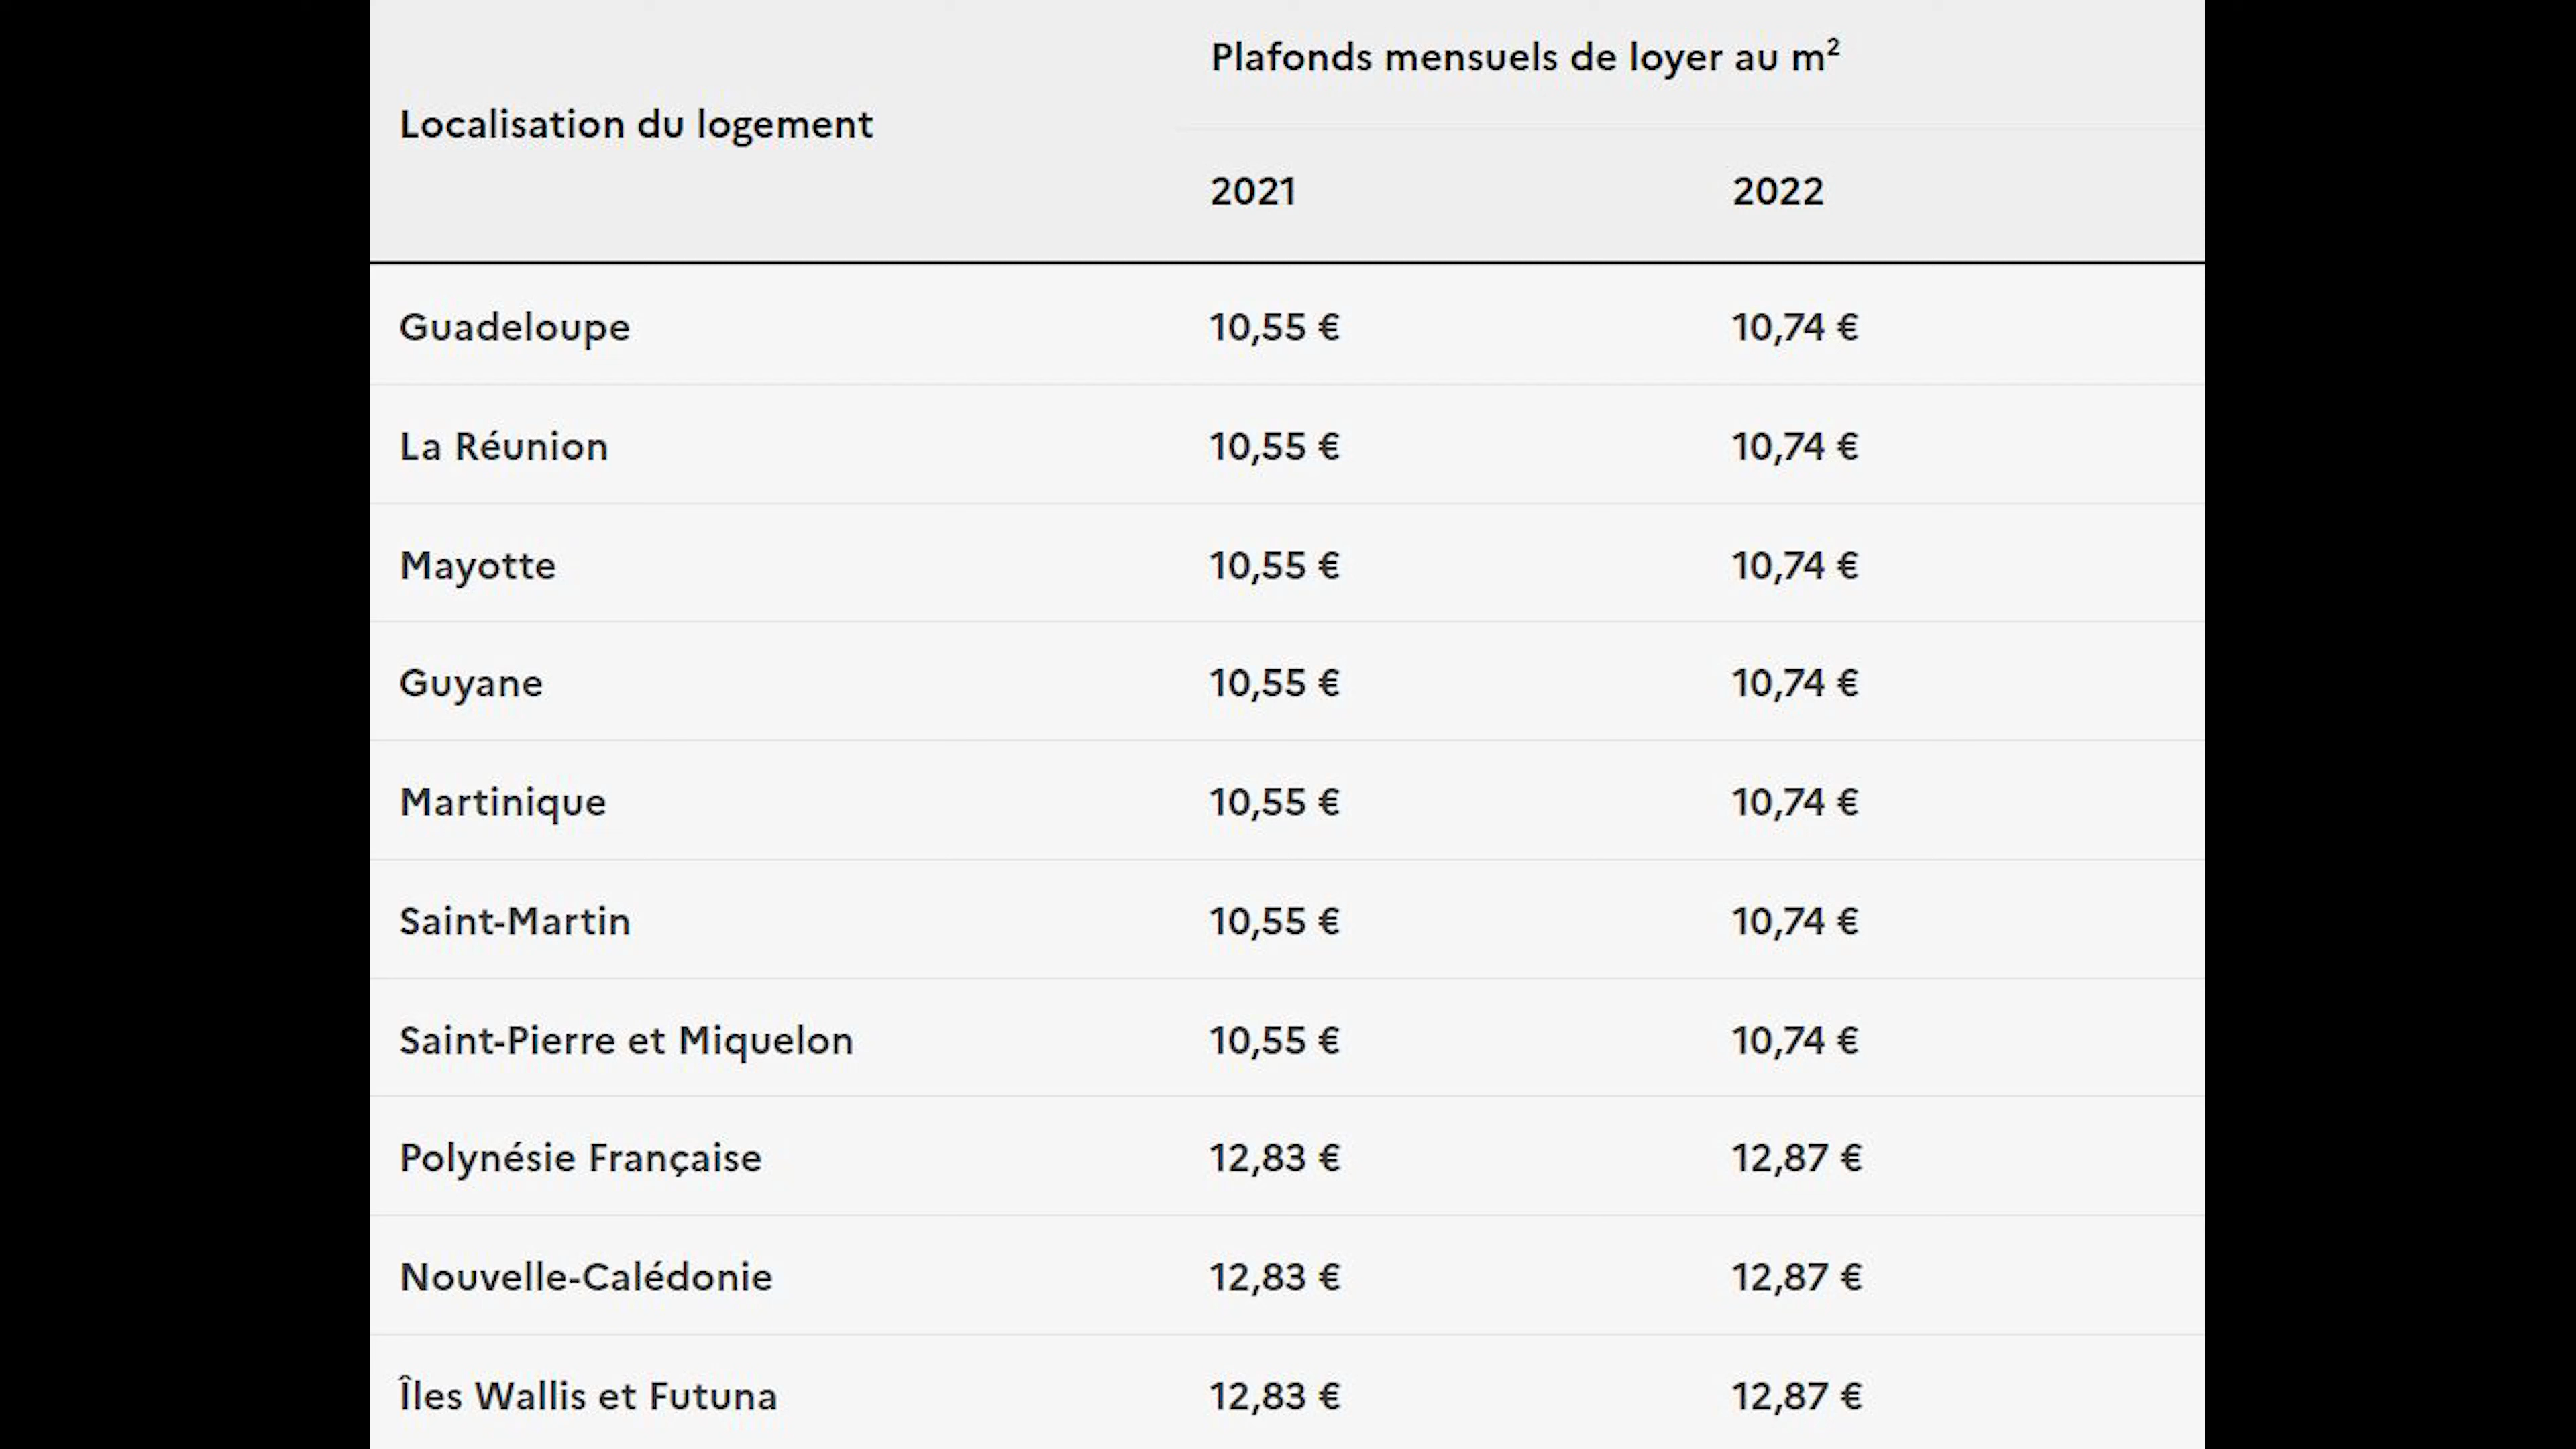 Plafonds mensuels de loyer au m²
Localisation du logement
2021 2022
Guadeloupe 10,55 € 10,74 €
La Réunion 10,55 € 10,74 €
Mayotte 10,55 € 10,74 €
Guyane 10,55 € 10,74 €
Martinique 10,55 € 10,74 €
Saint-Martin 10,55 € 10,74 €
Saint-Pierre et Miquelon 10,55 € 10,74 €
Polynésie Française 12,83 € 12,87 €
Nouvelle-Calédonie 12,83 € 12,87 €
Îles Wallis et Futuna 12,83 € 12,87 €